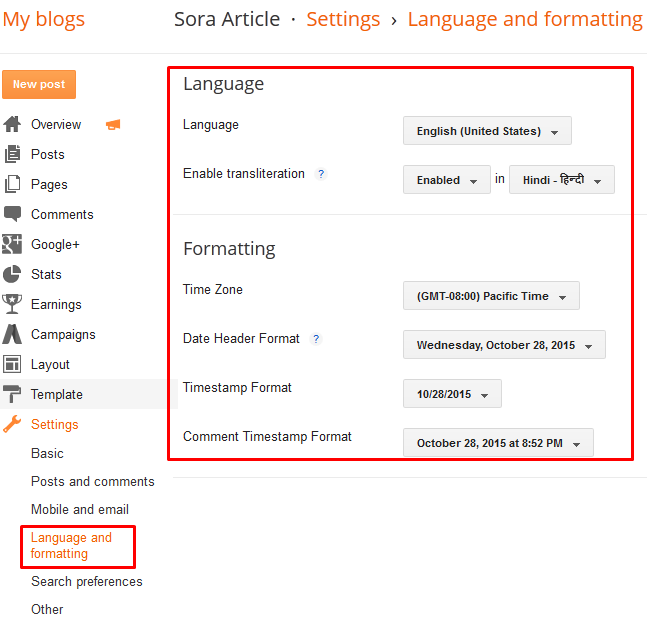 My blogs
Sora Article · Settings › Language and formatting
New post
Overview
Posts
Pages
Comments
Google+
Stats
Earnings
Campaigns
Layout
Template
Settings
Basic
Posts and comments
Mobile and email
Language and
formatting
Search preferences
Other
Language
Language English (United States)
Enable transliteration ? Enabled in Hindi - हिन्दी
Formatting
Time Zone (GMT-08:00) Pacific Time
Date Header Format ? Wednesday, October 28, 2015
Timestamp Format 10/28/2015
Comment Timestamp Format October 28, 2015 at 8:52 PM